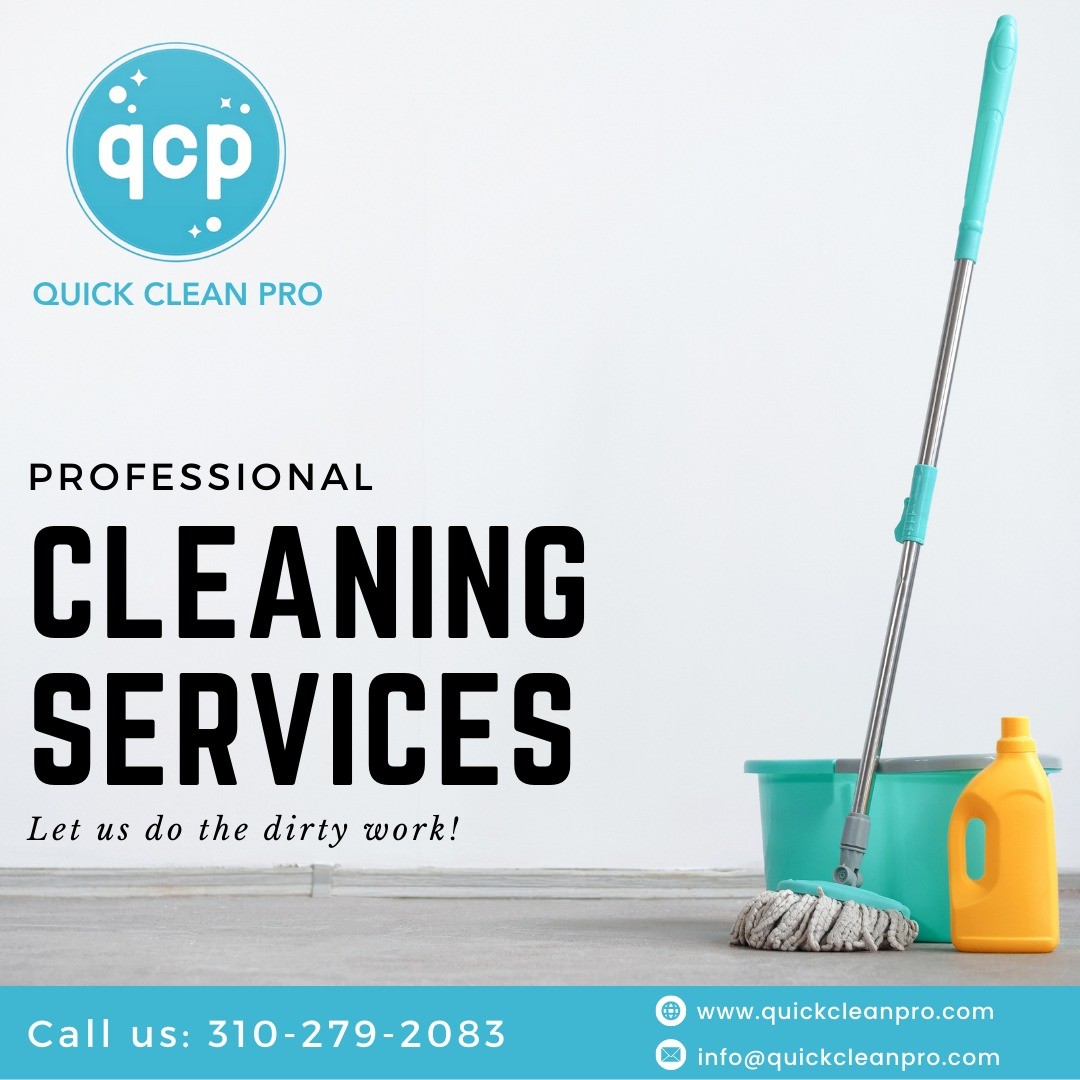 qcp
QUICK CLEAN PRO
PROFESSIONAL
CLEANING
SERVICES
Let us do the dirty work!
Call us: 310-279-2083
www.quickcleanpro.com
info@quickcleanpro.com